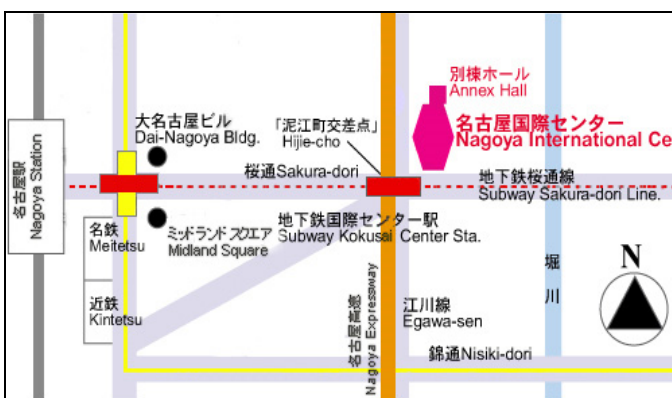 別棟ホール
Annex Hall
大名古屋ビル
Dai-Nagoya Bldg.
「泥江町交差点」
Hijie-cho
名古屋国際センター
Nagoya International Ce
名古屋駅
Nagoya Station
桜通Sakura-dori
地下鉄桜通線
Subway Sakura-dori Line.
名鉄
Meitetsu
ミッドランド スクエア
Midland Square
地下鉄国際センター駅
Subway Kokusai Center Sta.
堀川
N
近鉄
Kintetsu
名古屋高速
Nagoya Expressway
江川線
Egawa-sen
錦通Nisiki-dori